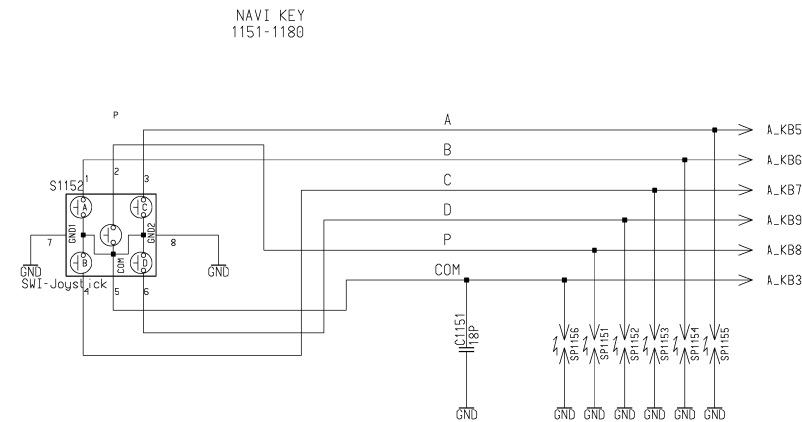 NAVI KEY
1151-1180
P
A
A_KB5
B
A_KB6
1
2
3
S1152
C
A_KB7
A
C
D
A_KB9
GND1
GND2
7
8
P
A_KB8
B
COM
D
COM
A_KB3
GND
GND
SWI-Joystick
4
5
6
C1151
18P
SP1156
SP1151
SP1152
SP1153
SP1154
SP1155
GND
GND
GND
GND
GND
GND
GND